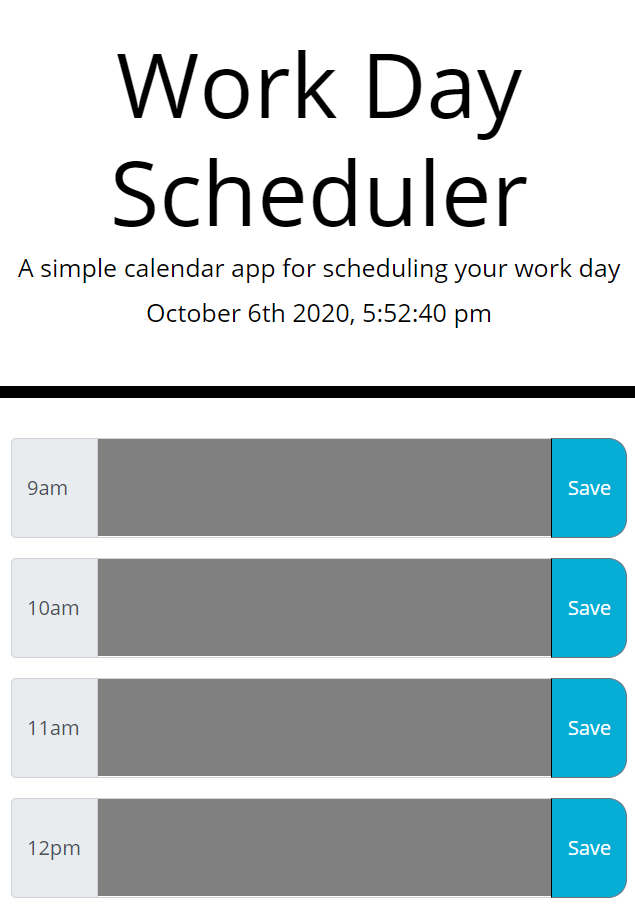 Work Day
Scheduler
A simple calendar app for scheduling your work day
October 6th 2020, 5:52:40 pm
9am
Save
10am
Save
11am
Save
12pm
Save